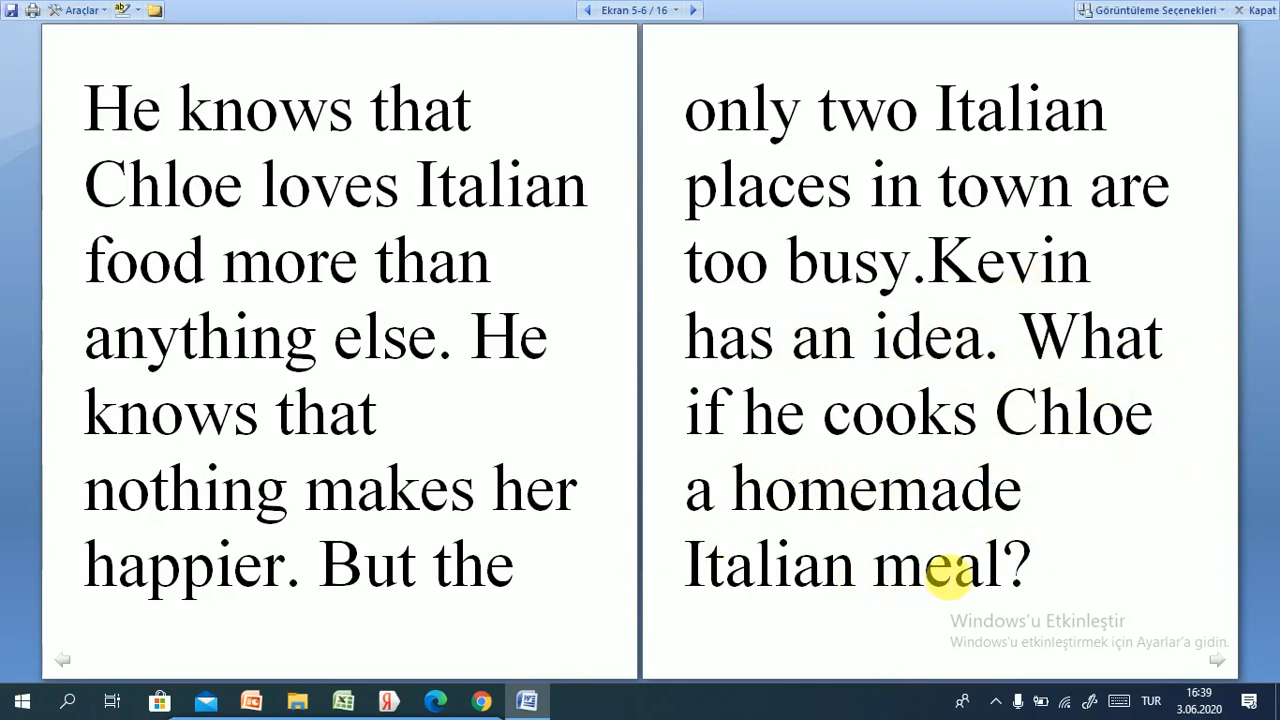 Araçlar
Ekran 5-6 / 16
Görüntüleme Seçenekleri
Kapat
He knows that
Chloe loves Italian
food more than
anything else. He
knows that
nothing makes her
happier. But the
only two Italian
places in town are
too busy.Kevin
has an idea. What
if he cooks Chloe
a homemade
Italian meal?
Windows'u Etkinleştir
Windows'u etkinleştirmek için Ayarlar'a gidin.
TUR
16:39
3.06.2020